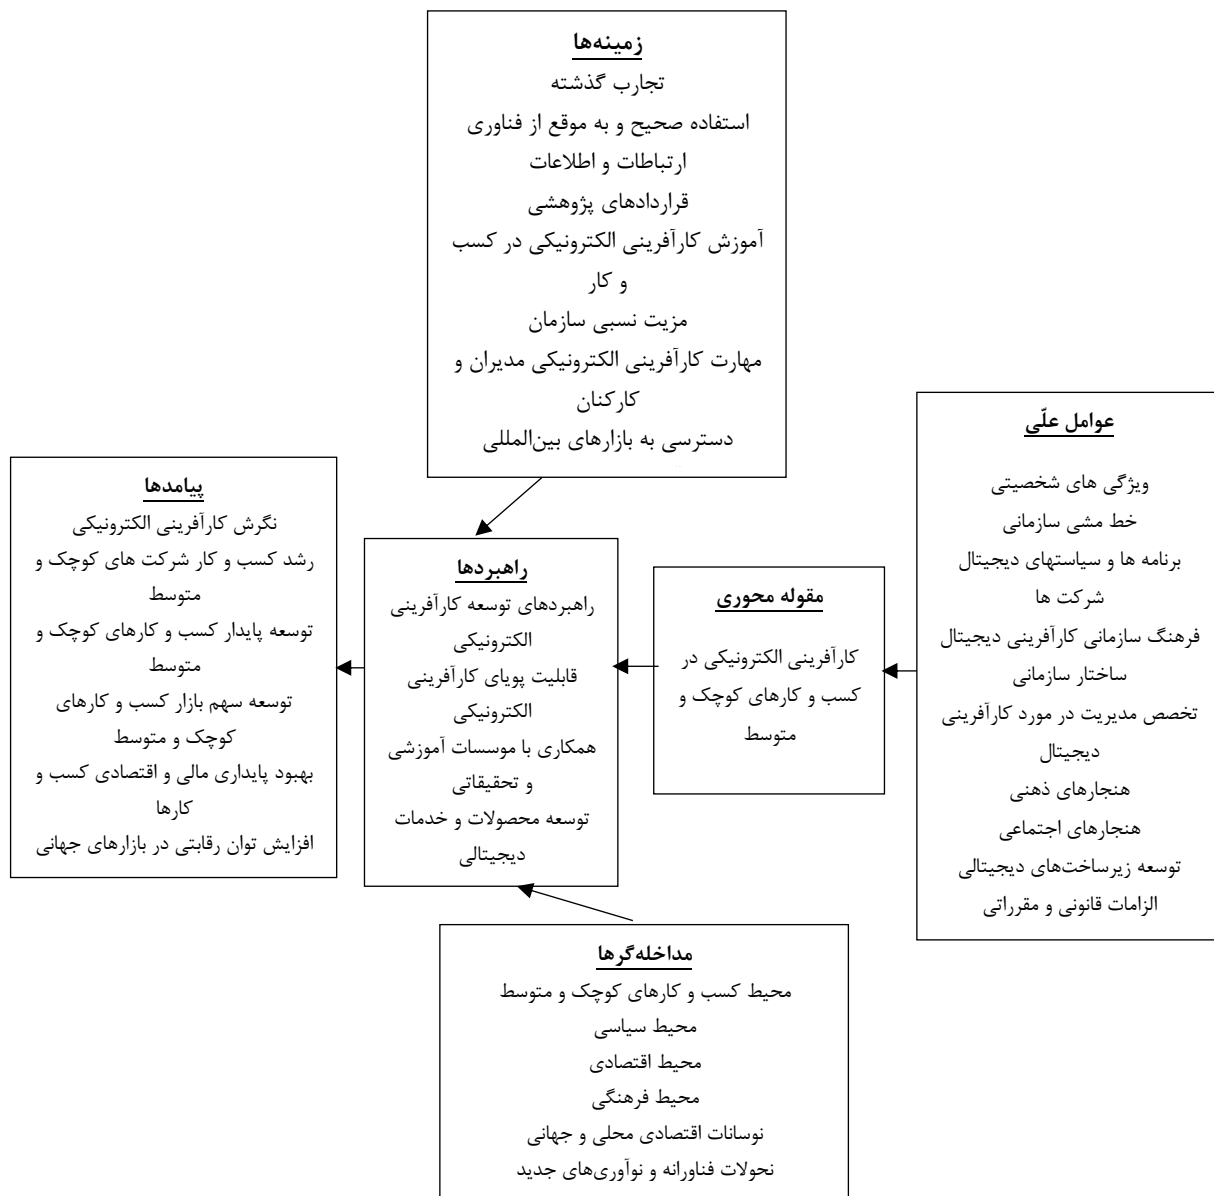 زمینه‌ها
تجارب گذشته
استفاده صحیح و به موقع از فناوری
ارتباطات و اطلاعات
قراردادهای پژوهشی
آموزش کارآفرینی الکترونیکی در کسب
و کار
مزیت نسبی سازمان
مهارت کارآفرینی الکترونیکی مدیران و
کارکنان
دسترسی به بازارهای بین‌المللی
عوامل علّی
ویژگی های شخصیتی
خط مشی سازمانی
برنامه ها و سیاستهای دیجیتال
شرکت ها
فرهنگ سازمانی کارآفرینی دیجیتال
ساختار سازمانی
تخصص مدیریت در مورد کارآفرینی
دیجیتال
هنجارهای ذهنی
هنجارهای اجتماعی
توسعه زیرساخت‌های دیجیتالی
الزامات قانونی و مقرراتی
مقوله محوری
کارآفرینی الکترونیکی در
کسب و کارهای کوچک و
متوسط
راهبردها
راهبردهای توسعه کارآفرینی
الکترونیکی
قابلیت پویای کارآفرینی
الکترونیکی
همکاری با موسسات آموزشی
و تحقیقاتی
توسعه محصولات و خدمات
دیجیتالی
پیامدها
نگرش کارآفرینی الکترونیکی
رشد کسب و کار شرکت های کوچک و
متوسط
توسعه پایدار کسب و کارهای کوچک و
متوسط
توسعه سهم بازار کسب و کارهای
کوچک و متوسط
بهبود پایداری مالی و اقتصادی کسب و
کارها
افزایش توان رقابتی در بازارهای جهانی
مداخله‌گرها
محیط کسب و کارهای کوچک و متوسط
محیط سیاسی
محیط اقتصادی
محیط فرهنگی
نوسانات اقتصادی محلی و جهانی
نحولات فناورانه و نوآوری‌های جدید